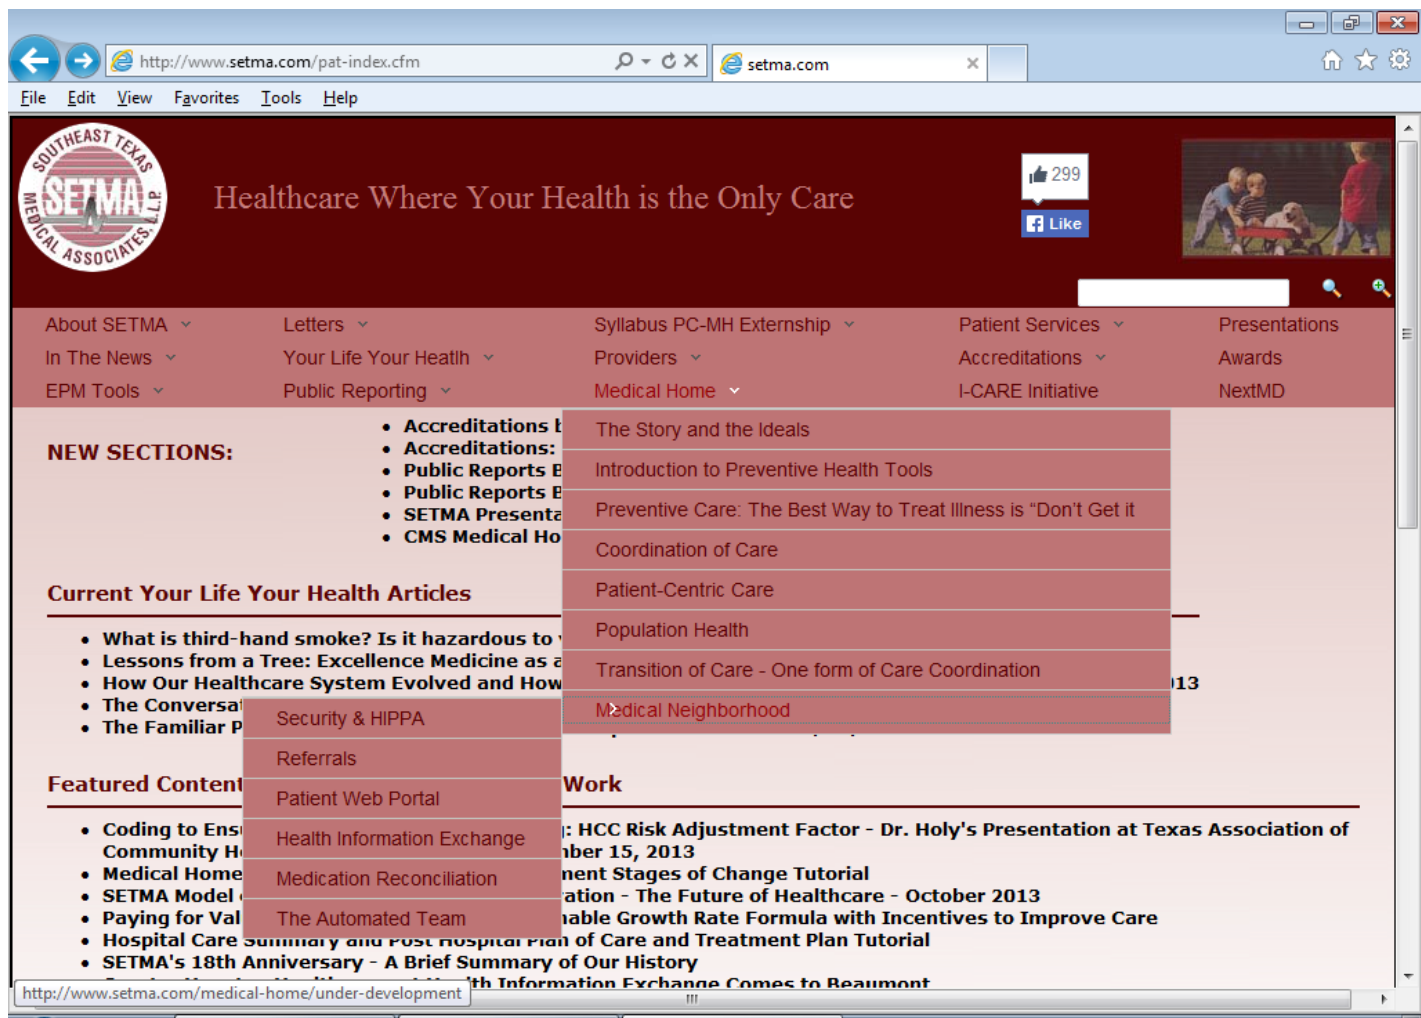 http://www.setma.com/pat-index.cfm
setma.com
File Edit View Favorites Tools Help
SOUTHEAST TEXAS
SETMA
MEDICAL ASSOCIATES, L.L.P.
Healthcare Where Your Health is the Only Care
299
Like
About SETMA Letters Syllabus PC-MH Externship Patient Services Presentations
In The News Your Life Your Heatlh Providers Accreditations Awards
EPM Tools Public Reporting Medical Home I-CARE Initiative NextMD
NEW SECTIONS:
Accreditations
Accreditations:
Public Reports
Public Reports
SETMA
CMS Medical
The Story and the Ideals
Introduction to Preventive Health Tools
Preventive Care: The Best Way to Treat Illness is “Don’t Get it
Coordination of Care
Patient-Centric Care
Population Health
Transition of Care - One form of Care Coordination
Medical Neighborhood
Current Your Life Your Health Articles
What is third-hand smoke? Is it hazardous to
Lessons from a Tree: Excellence Medicine as
How Our Healthcare System Evolved and How
13
The
The Familiar
Security & HIPPA
Referrals
Patient Web Portal
Health Information Exchange
Medication Reconciliation
The Automated Team
Featured Content Work
Coding to : HCC Risk Adjustment Factor - Dr. Holy's Presentation at Texas Association of
Community 15, 2013
Medical Home Stages of Change Tutorial
SETMA Model - The Future of Healthcare - October 2013
Paying for Growth Rate Formula with Incentives to Improve Care
Hospital Care Summary and Post Hospital Plan of Care and Treatment Plan Tutorial
SETMA's 18th Anniversary - A Brief Summary of Our History
Information Exchange Comes to Beaumont
http://www.setma.com/medical-home/under-development